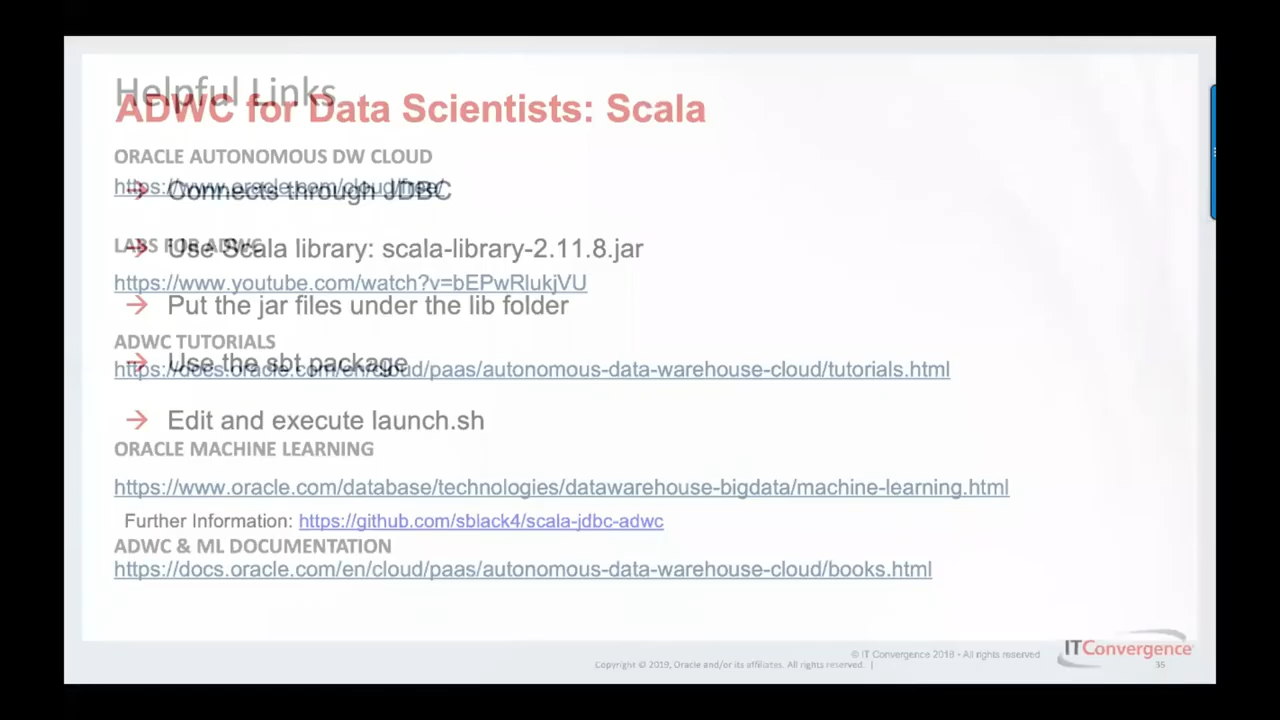 Helpful Links
ADWC for Data Scientists: Scala
ORACLE AUTONOMOUS DW CLOUD
https://www.oracle.com/cloud/free/
→ Connects through JDBC
LABS FOR ADWC
→ Use Scala library: scala-library-2.11.8.jar
https://www.youtube.com/watch?v=bEPwRlukjVU
→ Put the jar files under the lib folder
ADWC TUTORIALS
→ Use the sbt package
https://docs.oracle.com/en/cloud/paas/autonomous-data-warehouse-cloud/tutorials.html
→ Edit and execute launch.sh
ORACLE MACHINE LEARNING
https://www.oracle.com/database/technologies/datawarehouse-bigdata/machine-learning.html
Further Information: https://github.com/sblack4/scala-jdbc-adwc
ADWC & ML DOCUMENTATION
https://docs.oracle.com/en/cloud/paas/autonomous-data-warehouse-cloud/books.html
© IT Convergence 2018 - All rights reserved
ITConvergence
Copyright © 2019, Oracle and/or its affiliates. All rights reserved. |
35